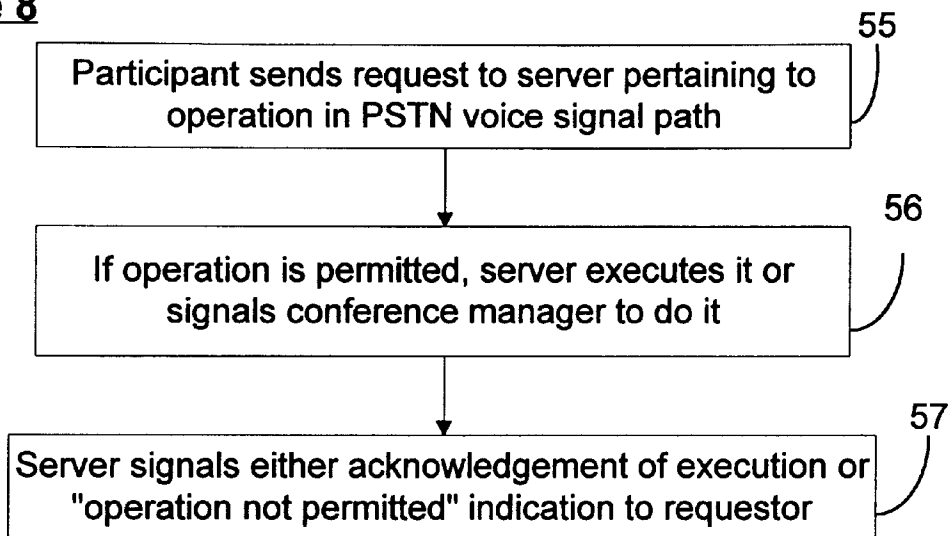 e 8
55
Participant sends request to server pertaining to
operation in PSTN voice signal path
56
If operation is permitted, server executes it or
signals conference manager to do it
57
Server signals either acknowledgement of execution or
"operation not permitted" indication to requestor